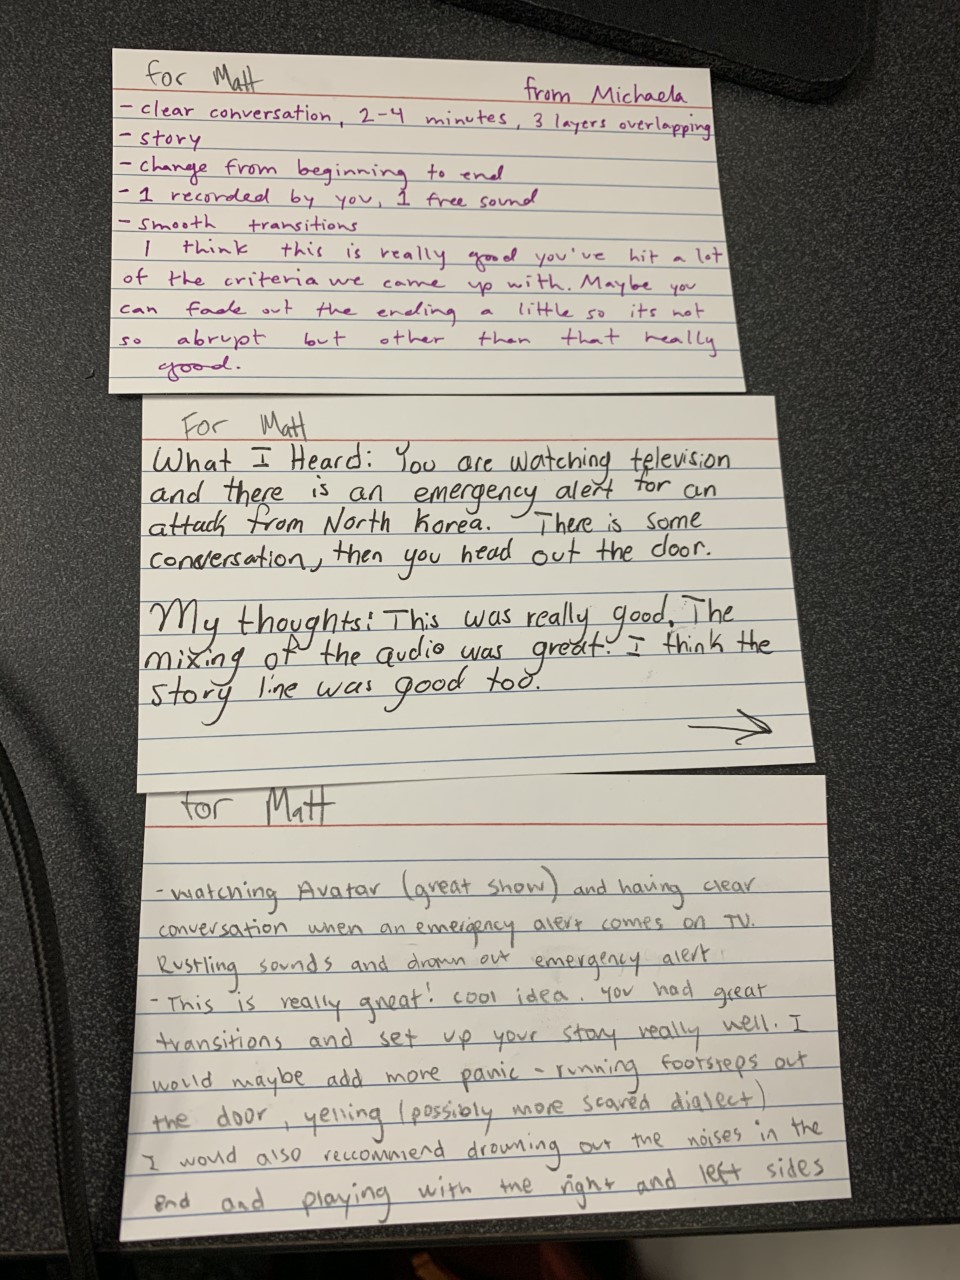 for Matt
from Michaela
- clear conversation, 2-4 minutes, 3 layers overlapping
- story
- change from beginning to end
- 1 recorded by you, 1 free sound
- smooth transitions
I think this is really good you've hit a lot
of the criteria we came up with. Maybe you
can fade out the ending a little so its not
so abrupt but other than that really
good.
For Matt
What I Heard: You are watching television
and there is an emergency alert for an
attack from North Korea. There is some
conversation, then you head out the door.
My thoughts: This was really good. The
mixing of the audio was great! I think the
story line was good too.
for Matt
- watching Avatar (great show) and having clear
conversation when an emergency alert comes on TV.
Rustling sounds and drown out emergency alert
- This is really great! cool idea. you had great
transitions and set up your story really well. I
would maybe add more panic - running footsteps out
the door, yelling (possibly more scared dialect)
I would also reccommend drowning out the noises in the
end and playing with the right and left sides